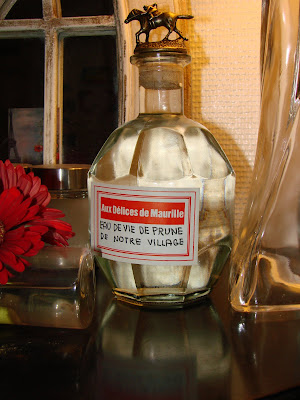 Aux Délices de Maurille
EAU DE VIE DE PRUNE
DE NOTRE VILLAGE